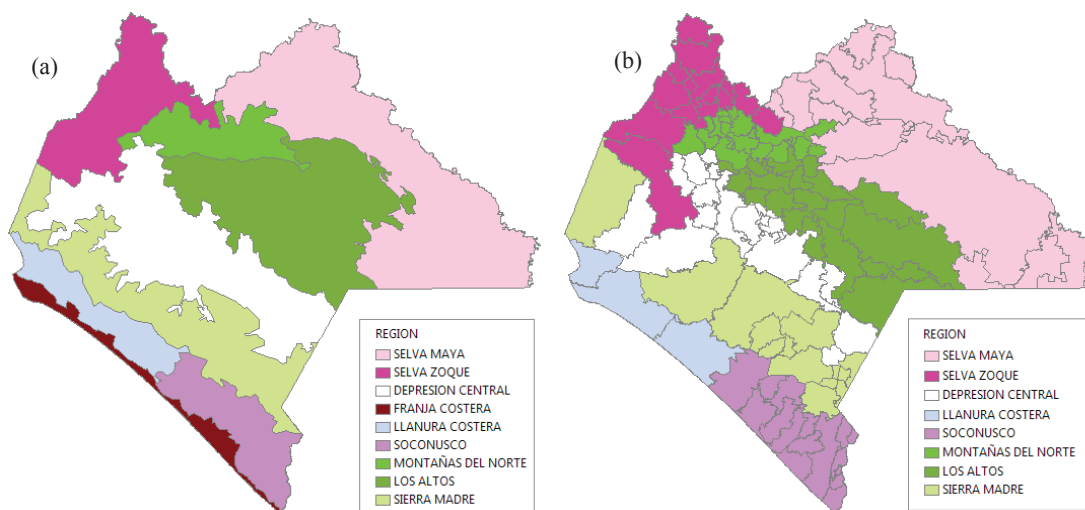 (a)
REGION
SELVA MAYA
SELVA ZOQUE
DEPRESION CENTRAL
FRANJA COSTERA
LLANURA COSTERA
SOCONUSCO
MONTAÑAS DEL NORTE
LOS ALTOS
SIERRA MADRE
(b)
REGION
SELVA MAYA
SELVA ZOQUE
DEPRESION CENTRAL
LLANURA COSTERA
SOCONUSCO
MONTAÑAS DEL NORTE
LOS ALTOS
SIERRA MADRE